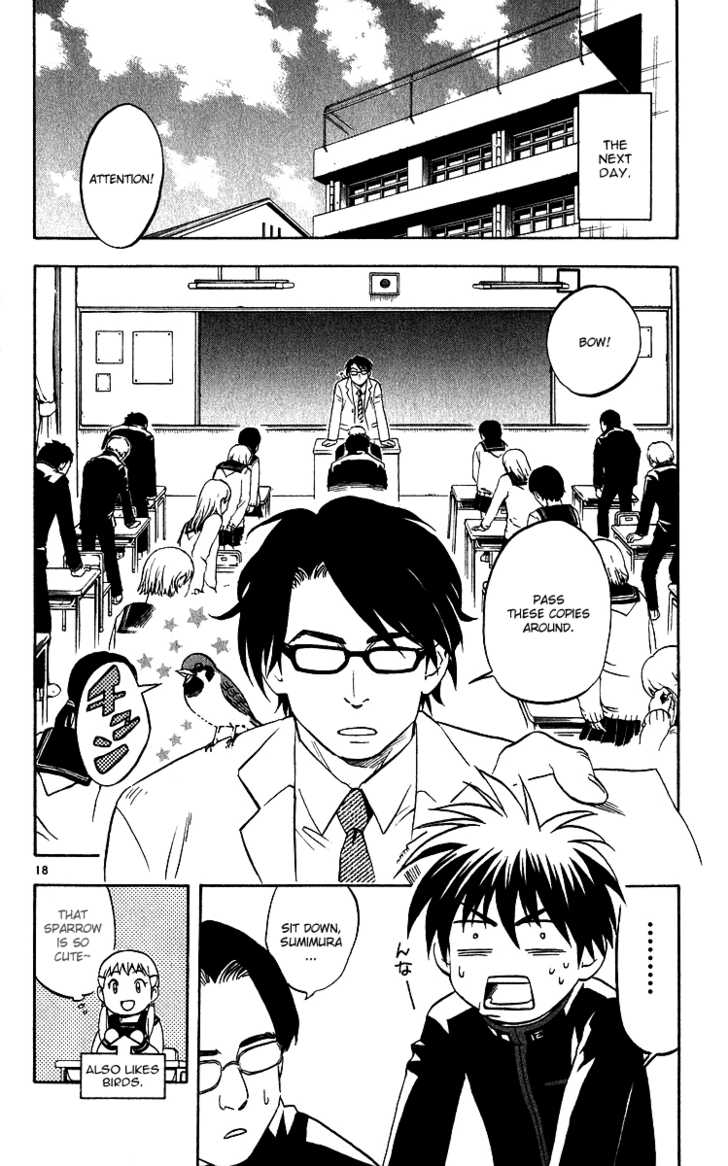 THE
NEXT
DAY.
ATTENTION!
BOW!
PASS
THESE COPIES
AROUND.
チュン
18
SIT DOWN,
SUMIMURA
...
んなー
........
THAT
SPARROW
IS SO
CUTE~
ALSO LIKES
BIRDS.